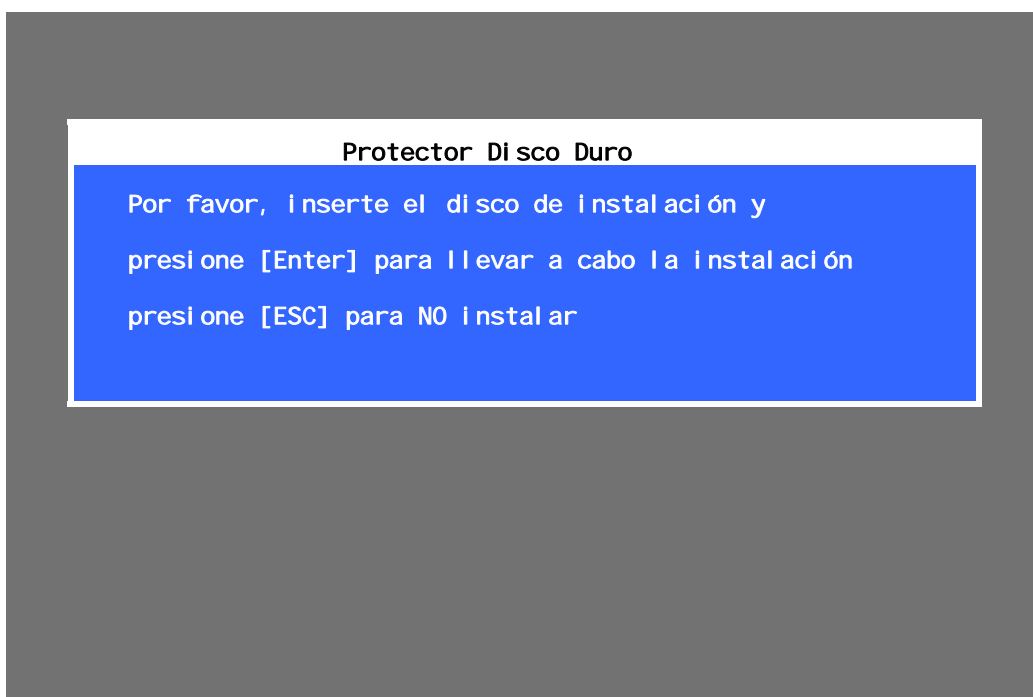 Protector Disco Duro
Por favor, inserte el disco de instalación y
presione [Enter] para llevar a cabo la instalación
presione [ESC] para NO instalar